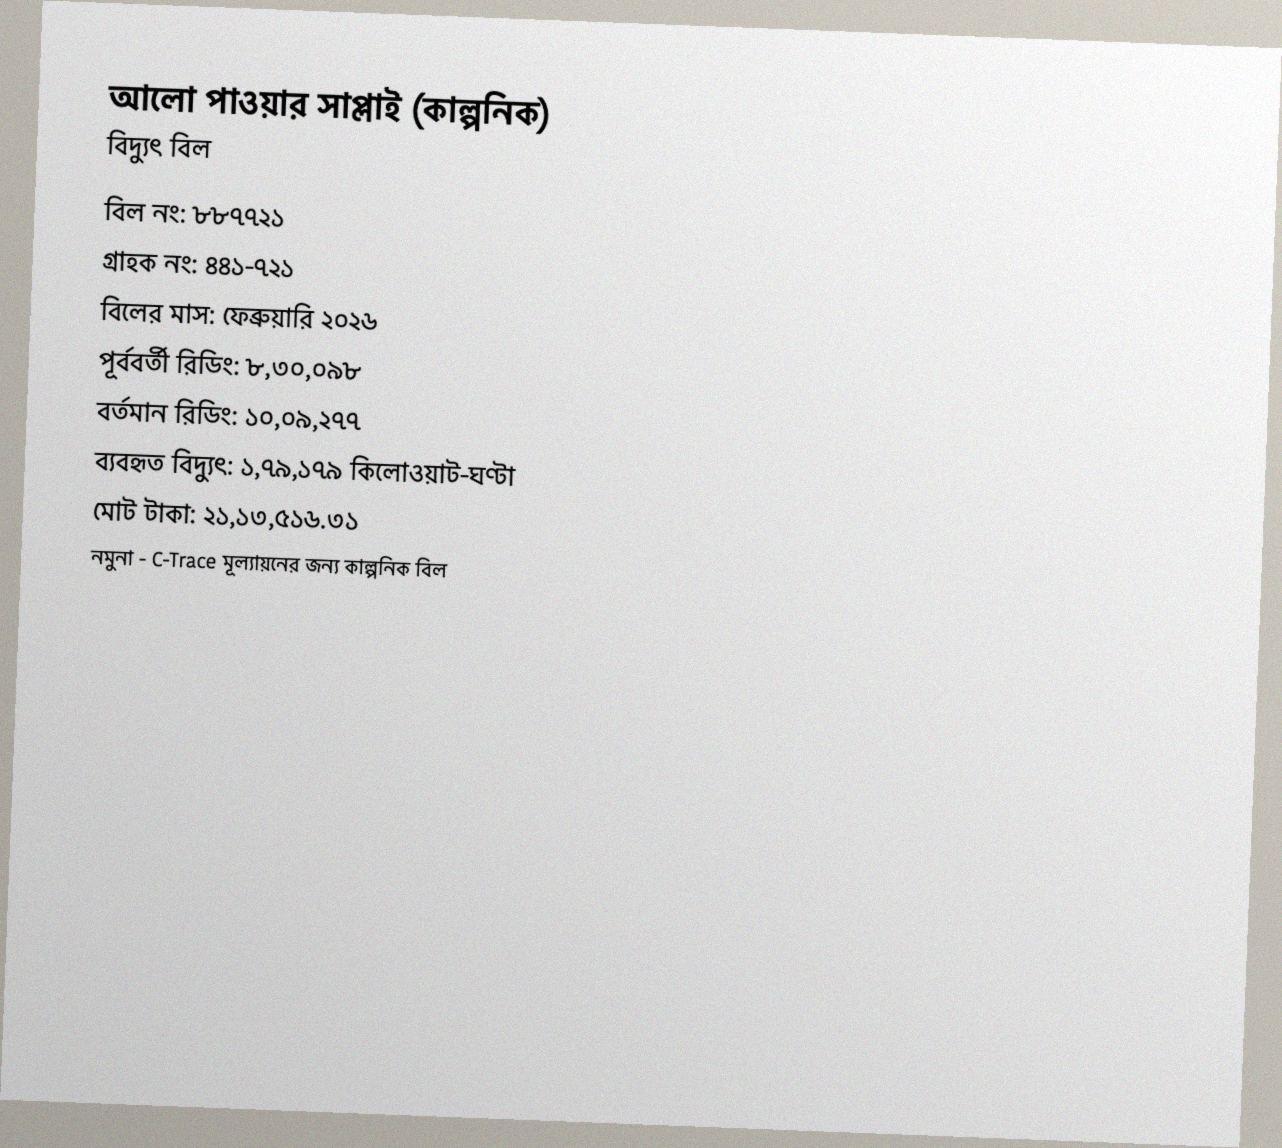 আলো পাওয়ার সাপ্লাই (কাল্পনিক)
বিদ্যুৎ বিল
বিল নং: ৮৮৭৭২১
গ্রাহক নং: ৪৪১-৭২১
বিলের মাস: ফেব্রুয়ারি ২০২৬
পূর্ববর্তী রিডিং: ৮,৩০,০৯৮
বর্তমান রিডিং: ১০,০৯,২৭৭
ব্যবহৃত বিদ্যুৎ: ১,৭৯,১৭৯ কিলোওয়াট-ঘণ্টা
মোট টাকা: ২১,১৩,৫১৬.৩১
নমুনা - C-Trace মূল্যায়নের জন্য কাল্পনিক বিল